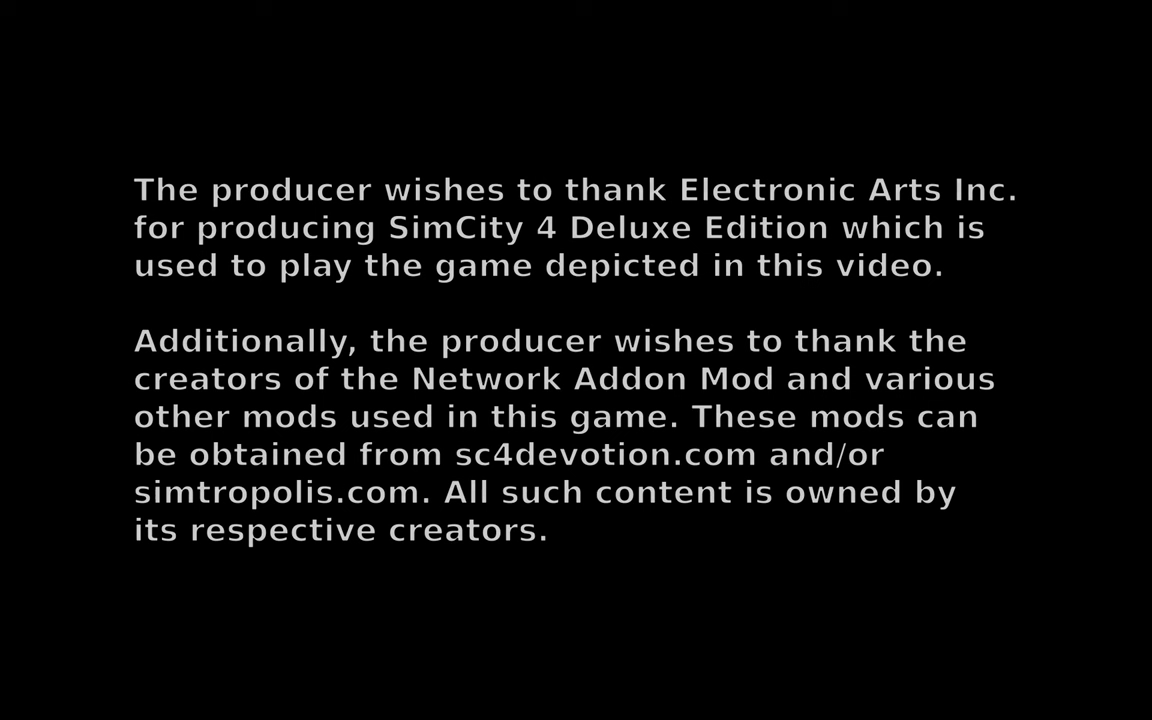 The producer wishes to thank Electronic Arts Inc.
for producing SimCity 4 Deluxe Edition which is
used to play the game depicted in this video.
Additionally, the producer wishes to thank the
creators of the Network Addon Mod and various
other mods used in this game. These mods can
be obtained from sc4devotion.com and/or
simtropolis.com. All such content is owned by
its respective creators.